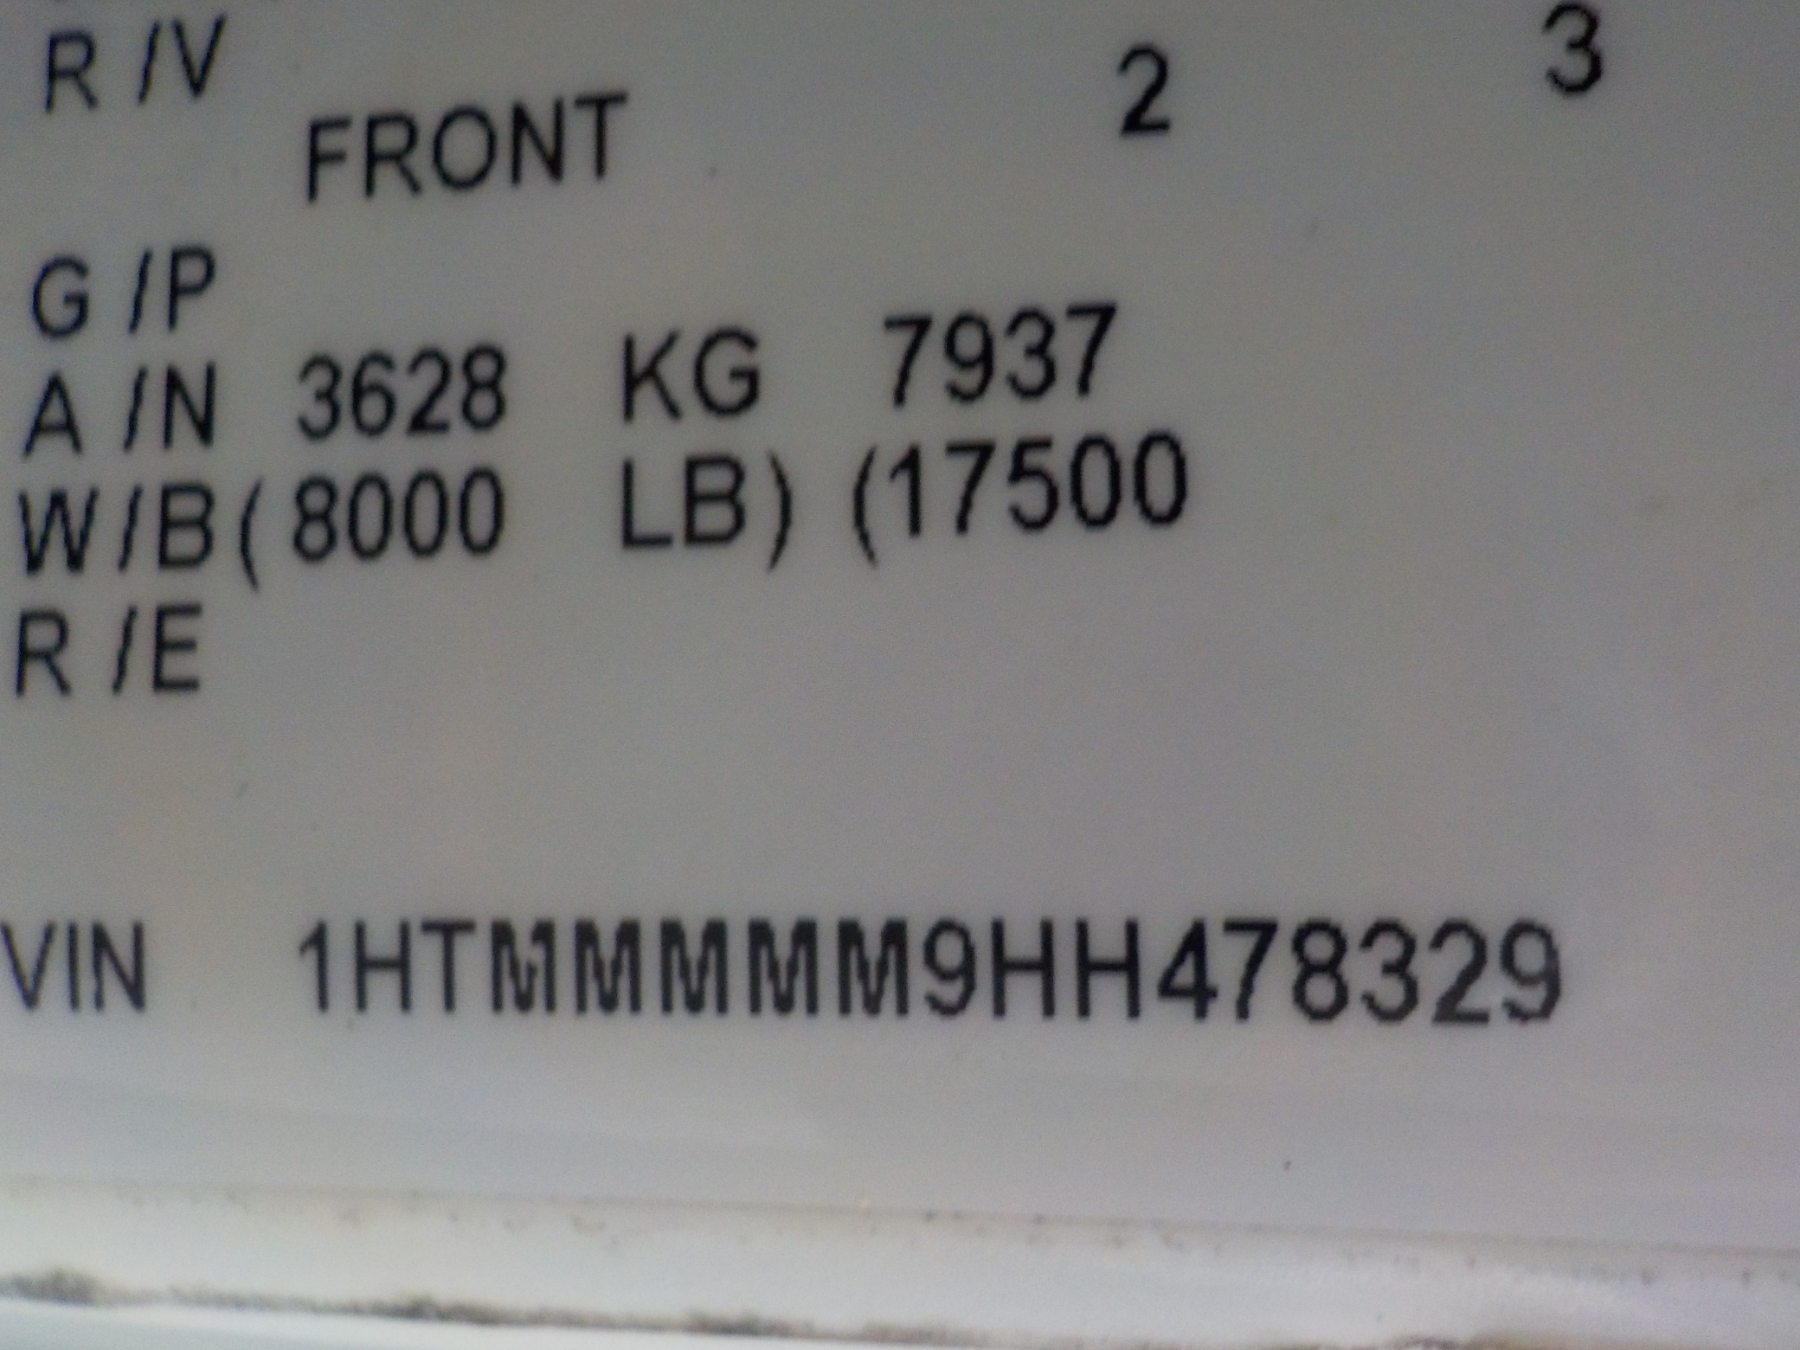 R /V FRONT 2 3
G /P
A /N 3628 KG 7937
W/B( 8000 LB) (17500
R /E
VIN 1HTMMMMM9HH478329